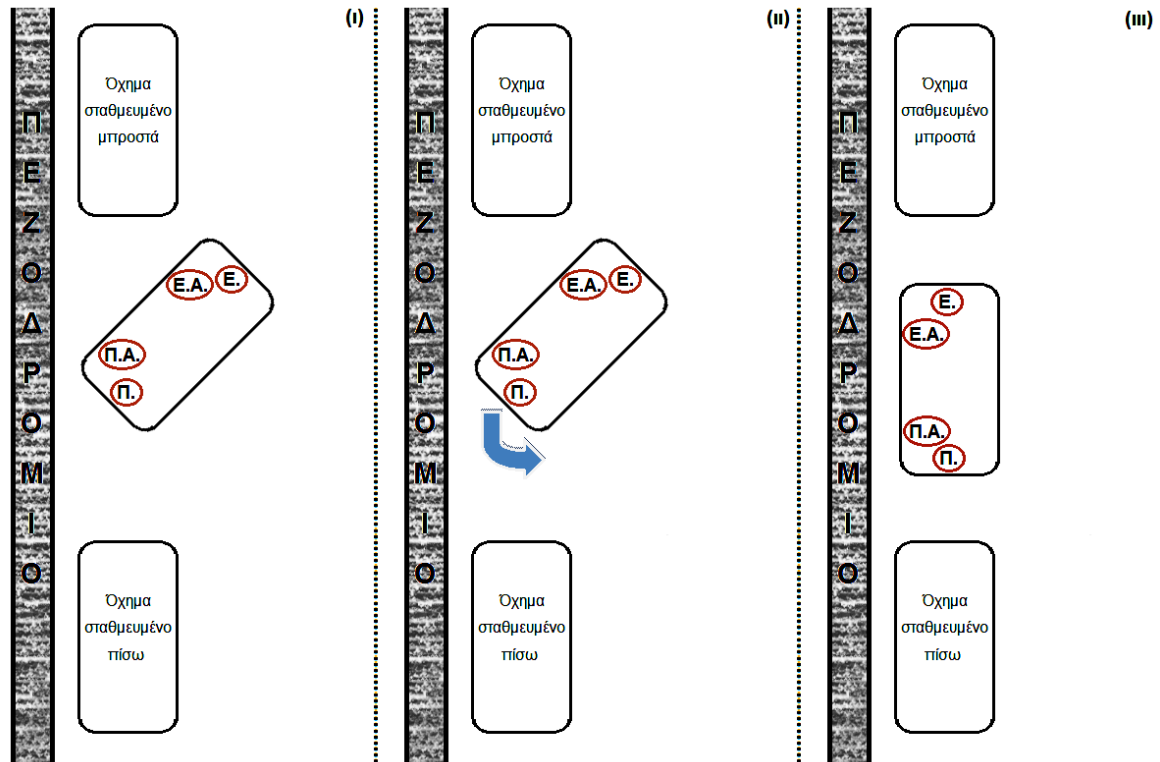 (I)
ΠΕΖΟΔΡΟΜΙΟ
Όχημα
σταθμευμένο
μπροστά
Ε.Α.
Ε.
Π.Α.
Π.
Όχημα
σταθμευμένο
πίσω
(II)
ΠΕΖΟΔΡΟΜΙΟ
Όχημα
σταθμευμένο
μπροστά
Ε.Α.
Ε.
Π.Α.
Π.
Όχημα
σταθμευμένο
πίσω
(III)
ΠΕΖΟΔΡΟΜΙΟ
Όχημα
σταθμευμένο
μπροστά
Ε.
Ε.Α.
Π.Α.
Π.
Όχημα
σταθμευμένο
πίσω